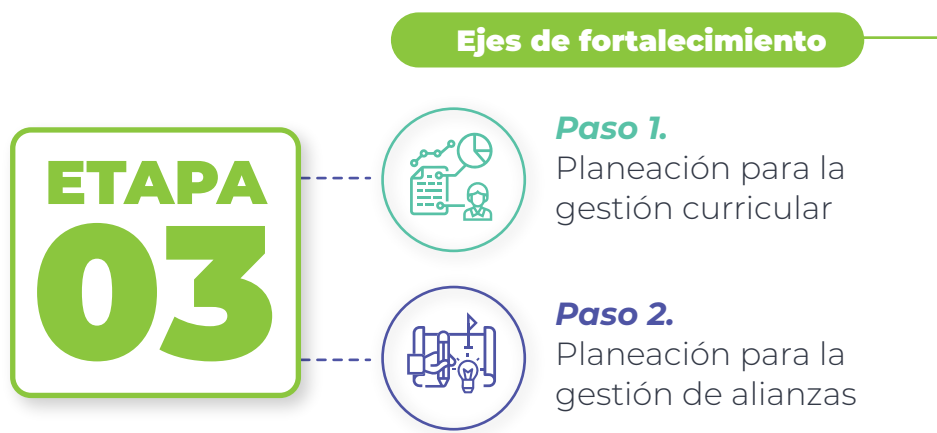 Ejes de fortalecimiento
ETAPA
03
Paso 1.
Planeación para la
gestión curricular
Paso 2.
Planeación para la
gestión de alianzas